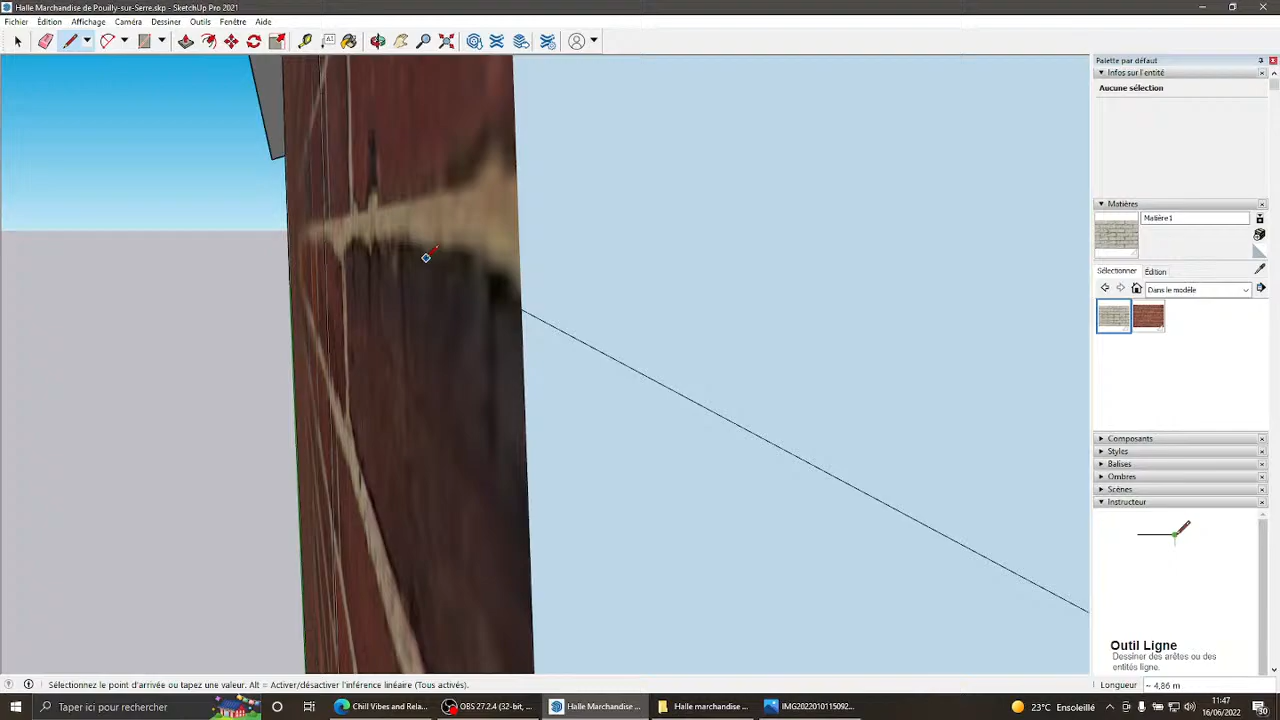 Halle Marchandise de Pouilly-sur-Serre.skp - SketchUp Pro 2021
Fichier Édition Affichage Caméra Dessiner Outils Fenêtre Aide
Palette par défaut
Infos sur l'entité
Aucune sélection
Matières
Matière1
Sélectionner Édition
Dans le modèle
Composants
Styles
Balises
Ombres
Scènes
Instructeur
Outil Ligne
Dessiner des arêtes ou des
entités ligne.
Sélectionnez le point d'arrivée ou tapez une valeur. Alt = Activer/désactiver l'inférence linéaire (Tous activés).
Longueur ~ 4,86 m
Taper ici pour rechercher
Chill Vibes and Rela...
OBS 27.2.4 (64-bit, ...
Halle Marchandise ...
Halle marchandise ...
IMG2022010115092...
23°C Ensoleillé
11:47
16/06/2022